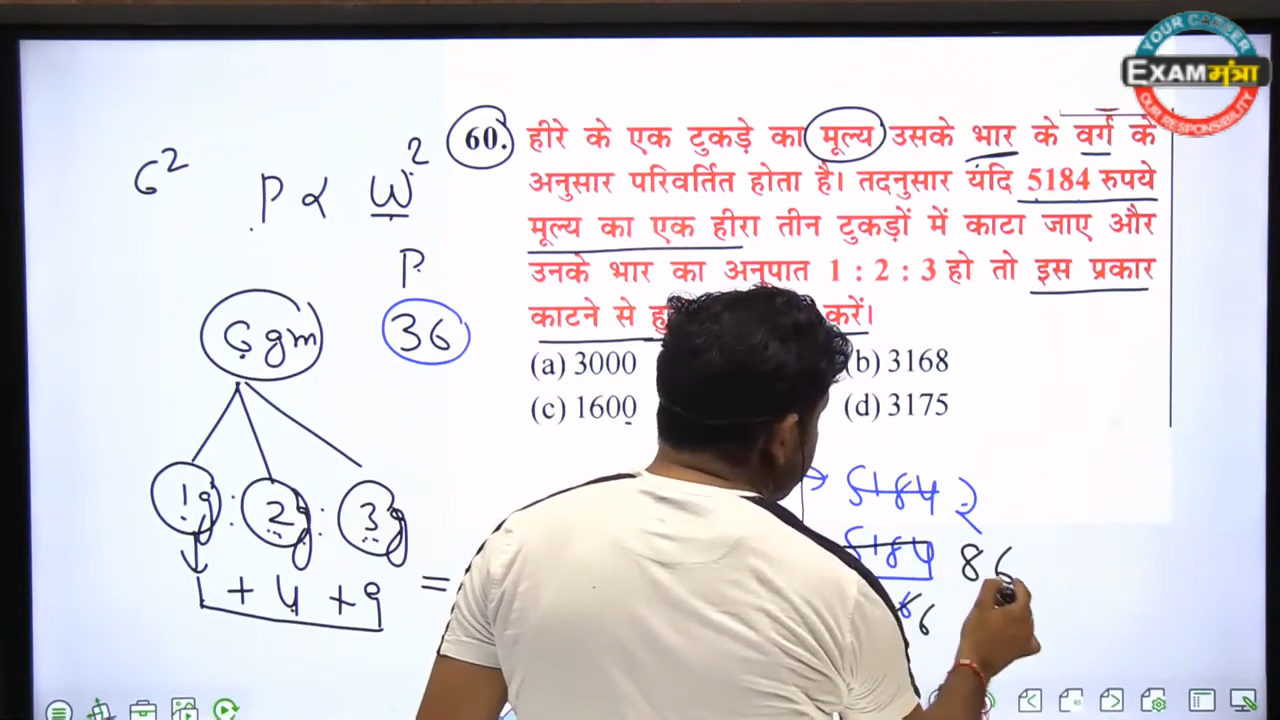 YOUR CAREER
EXAMमंत्रा
OUR RESPONSIBILITY
60. हीरे के एक टुकड़े का मूल्य उसके भार के वर्ग के
अनुसार परिवर्तित होता है। तदनुसार यदि 5184 रुपये
मूल्य का एक हीरा तीन टुकड़ों में काटा जाए और
उनके भार का अनुपात 1 : 2 : 3 हो तो इस प्रकार
काटने से करें।
(a) 3000 (b) 3168
(c) 1600 (d) 3175
6² P ∝ W²
P
6gm 36
1g : 2g : 3g
1 + 4 + 9 =
5184
5184 86
6